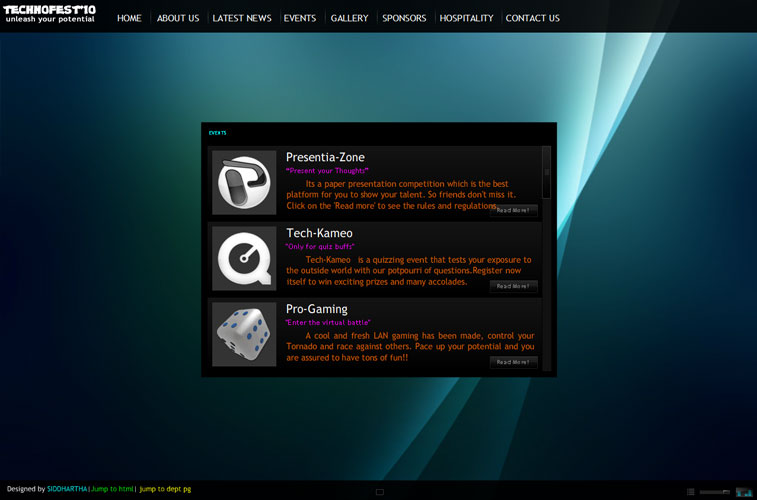 TECHNOFEST'10
unleash your potential
HOME ABOUT US LATEST NEWS EVENTS GALLERY SPONSORS HOSPITALITY CONTACT US
EVENTS
Presentia-Zone
"Present your Thoughts"
Its a paper presentation competition which is the best
platform for you to show your talent. So friends don't miss it.
Click on the 'Read more' to see the rules and regulations.
Read More!
Tech-Kameo
"Only for quiz buffs"
Tech-Kameo is a quizzing event that tests your exposure to
the outside world with our potpourri of questions.Register now
itself to win exciting prizes and many accolades.
Read More!
Pro-Gaming
"Enter the virtual battle"
A cool and fresh LAN gaming has been made, control your
Tornado and race against others. Pace up your potential and you
are assured to have tons of fun!!
Read More!
Designed by SIDDHARTHA|Jump to html| jump to dept pg